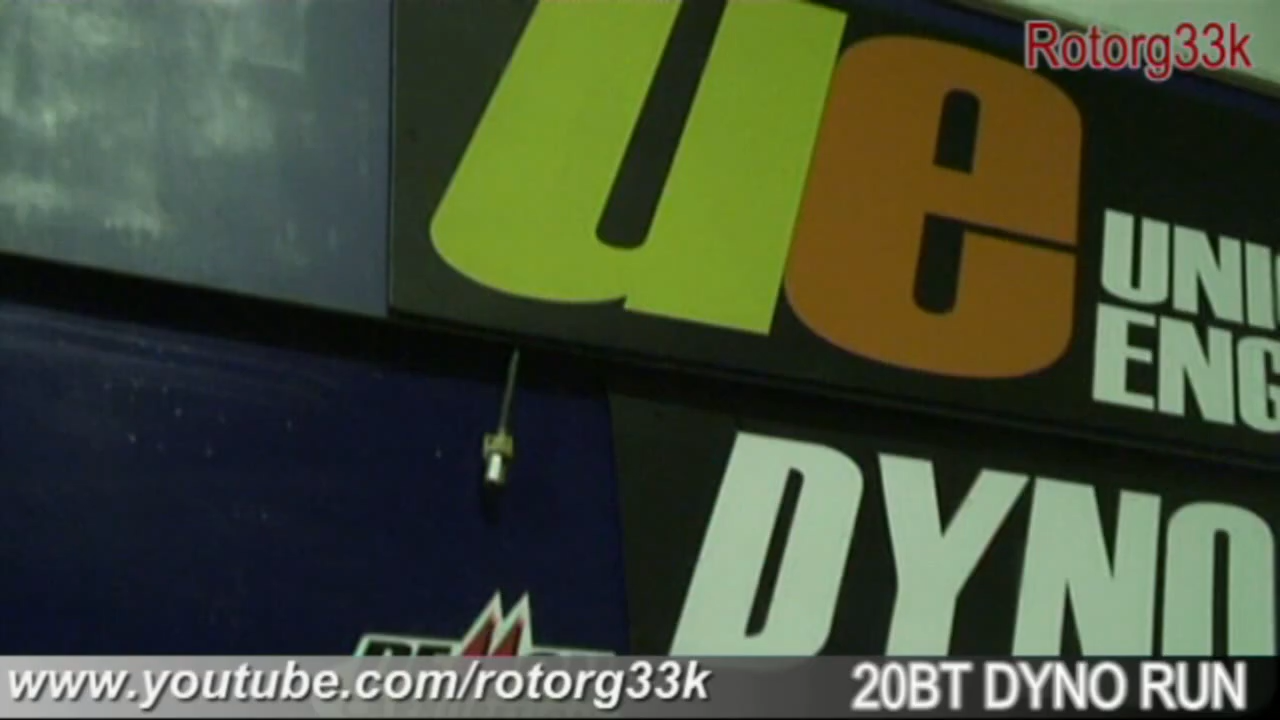 Rotorg33k
ue
UNI
ENG
DYNO
www.youtube.com/rotorg33k
20BT DYNO RUN